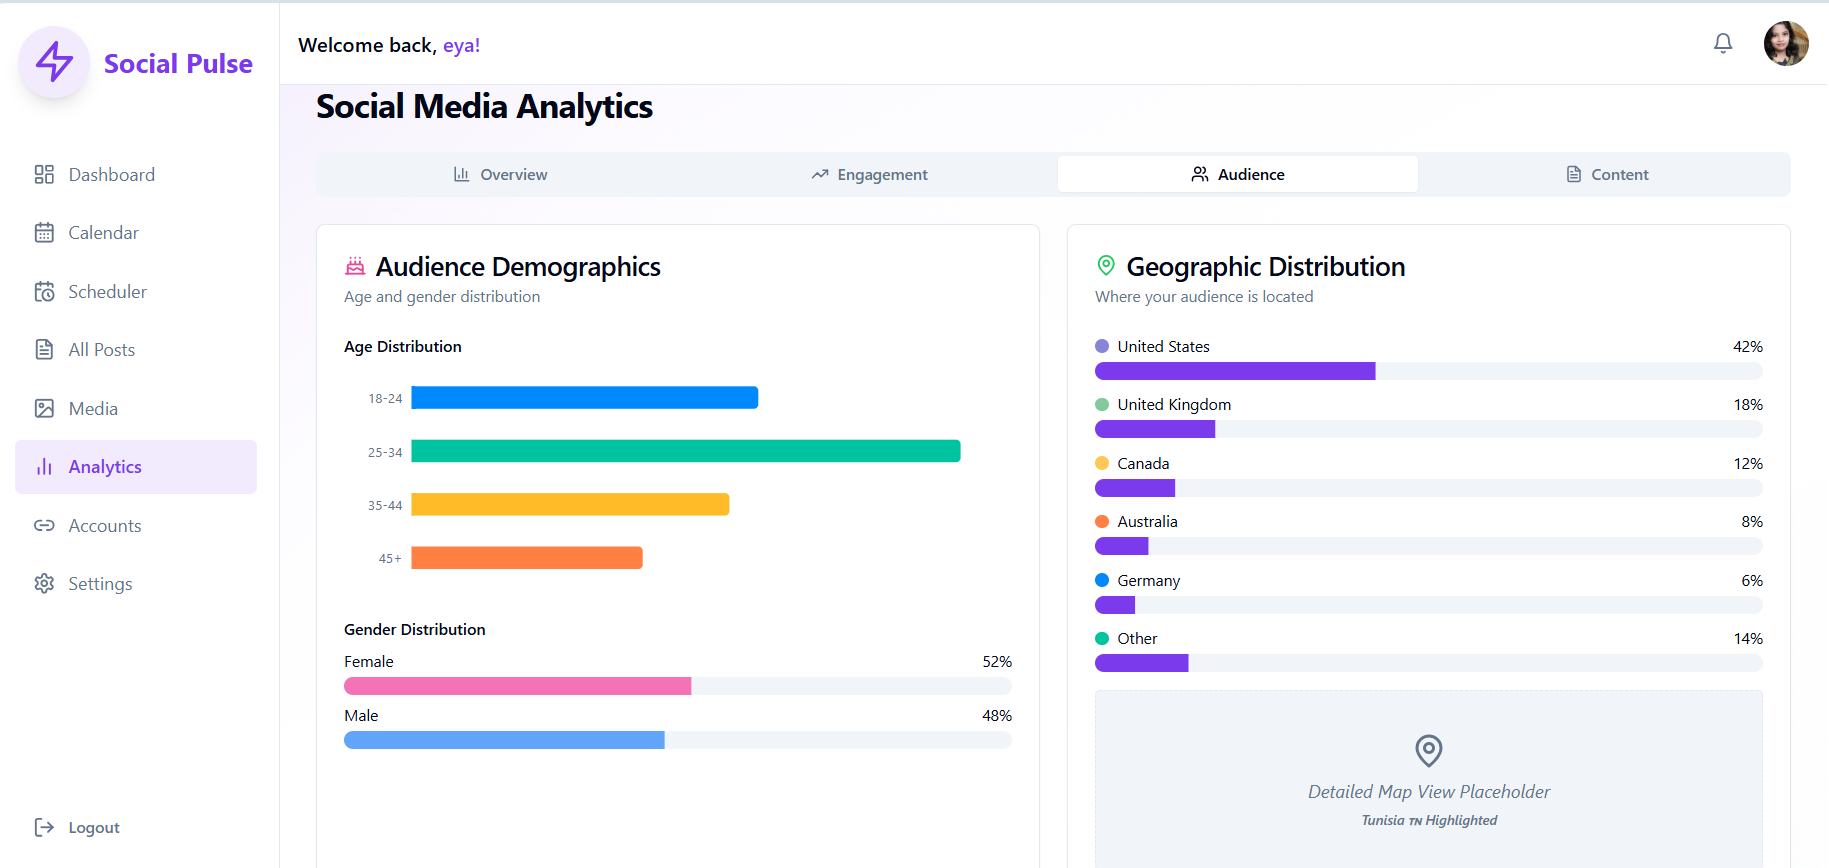 Social Pulse
Welcome back, eya!
Dashboard
Calendar
Scheduler
All Posts
Media
Analytics
Accounts
Settings
Logout
Social Media Analytics
Overview
Engagement
Audience
Content
Audience Demographics
Age and gender distribution
Age Distribution
18-24
25-34
35-44
45+
Gender Distribution
Female 52%
Male 48%
Geographic Distribution
Where your audience is located
United States 42%
United Kingdom 18%
Canada 12%
Australia 8%
Germany 6%
Other 14%
Detailed Map View Placeholder
Tunisia TN Highlighted